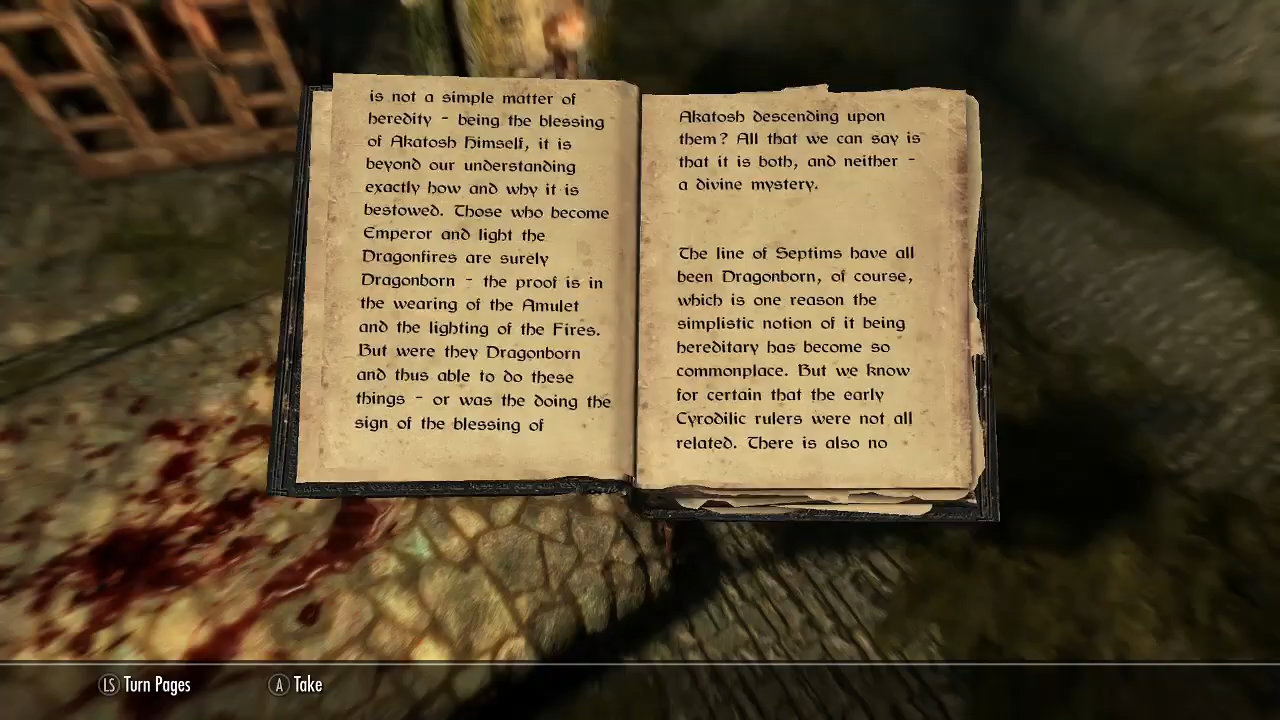 is not a simple matter of
heredity - being the blessing
of Akatosh Himself, it is
beyond our understanding
exactly how and why it is
bestowed. Those who become
Emperor and light the
Dragonfires are surely
Dragonborn - the proof is in
the wearing of the Amulet
and the lighting of the Fires.
But were they Dragonborn
and thus able to do these
things - or was the doing the
sign of the blessing of
Akatosh descending upon
them? All that we can say is
that it is both, and neither -
a divine mystery.
The line of Septims have all
been Dragonborn, of course,
which is one reason the
simplistic notion of it being
hereditary has become so
commonplace. But we know
for certain that the early
Cyrodilic rulers were not all
related. There is also no
LS Turn Pages
A Take